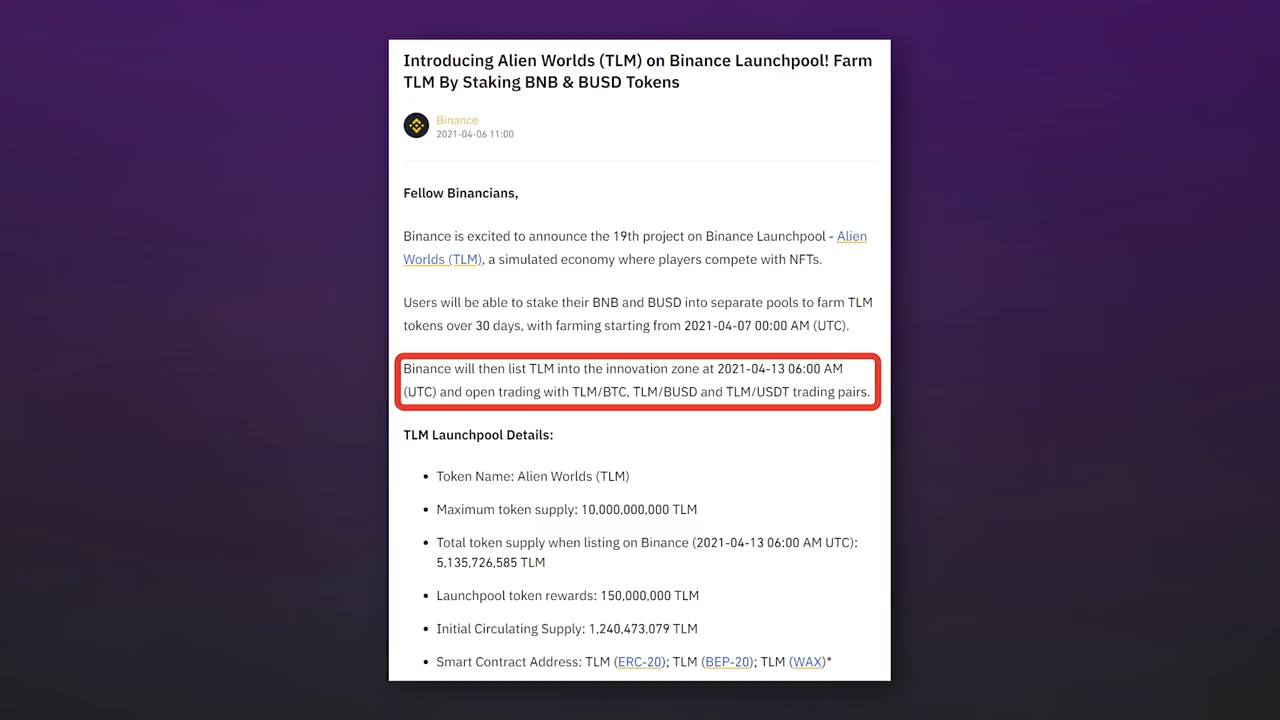 Introducing Alien Worlds (TLM) on Binance Launchpool! Farm
TLM By Staking BNB & BUSD Tokens
Binance
2021-04-06 11:00
Fellow Binancians,
Binance is excited to announce the 19th project on Binance Launchpool - Alien
Worlds (TLM), a simulated economy where players compete with NFTs.
Users will be able to stake their BNB and BUSD into separate pools to farm TLM
tokens over 30 days, with farming starting from 2021-04-07 00:00 AM (UTC).
Binance will then list TLM into the innovation zone at 2021-04-13 06:00 AM
(UTC) and open trading with TLM/BTC, TLM/BUSD and TLM/USDT trading pairs.
TLM Launchpool Details:
• Token Name: Alien Worlds (TLM)
• Maximum token supply: 10,000,000,000 TLM
• Total token supply when listing on Binance (2021-04-13 06:00 AM UTC):
5,135,726,585 TLM
• Launchpool token rewards: 150,000,000 TLM
• Initial Circulating Supply: 1,240,473,079 TLM
• Smart Contract Address: TLM (ERC-20); TLM (BEP-20); TLM (WAX)*